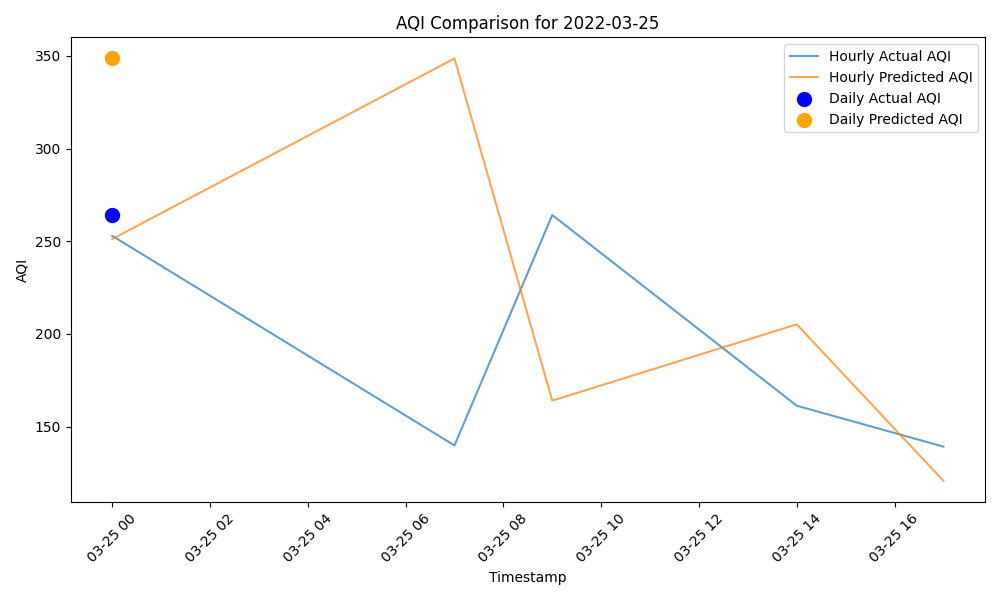 AQI Comparison for 2022-03-25
Hourly Actual AQI
Hourly Predicted AQI
Daily Actual AQI
Daily Predicted AQI
AQI
350
300
250
200
150
03-25 00
03-25 02
03-25 04
03-25 06
03-25 08
03-25 10
03-25 12
03-25 14
03-25 16
Timestamp